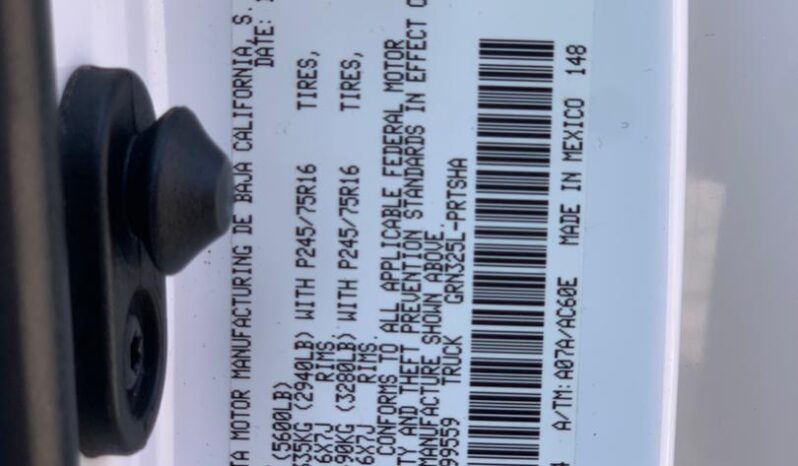 TA MOTOR MANUFACTURING DE BAJA CALIFORNIA, S.
DATE:
(5600LB)
335KG (2940LB) WITH P245/75R16 TIRES,
6X7J RIMS,
90KG (3280LB) WITH P245/75R16 TIRES,
6X7J RIMS.
CONFORMS TO ALL APPLICABLE FEDERAL MOTOR
TY AND THEFT PREVENTION STANDARDS IN EFFECT O
MANUFACTURE SHOWN ABOVE.
99559 TRUCK GRN325L-PRTSHA
4 A/TM: A07A/AC60E MADE IN MEXICO 148